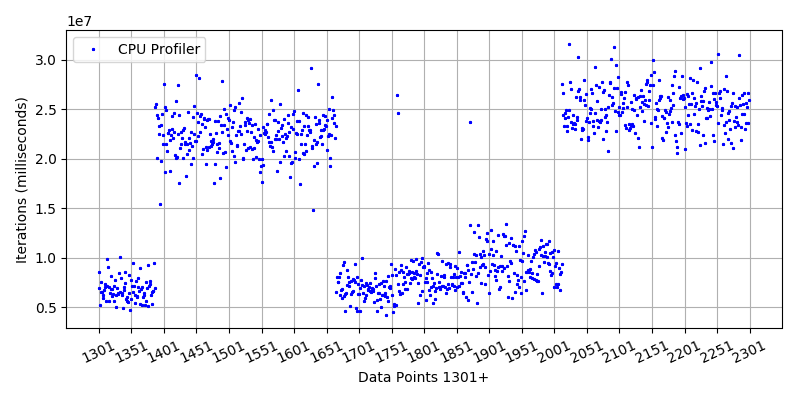 1e7
CPU Profiler
3.0
2.5
2.0
1.5
1.0
0.5
Iterations (milliseconds)
1301 1351 1401 1451 1501 1551 1601 1651 1701 1751 1801 1851 1901 1951 2001 2051 2101 2151 2201 2251 2301
Data Points 1301+